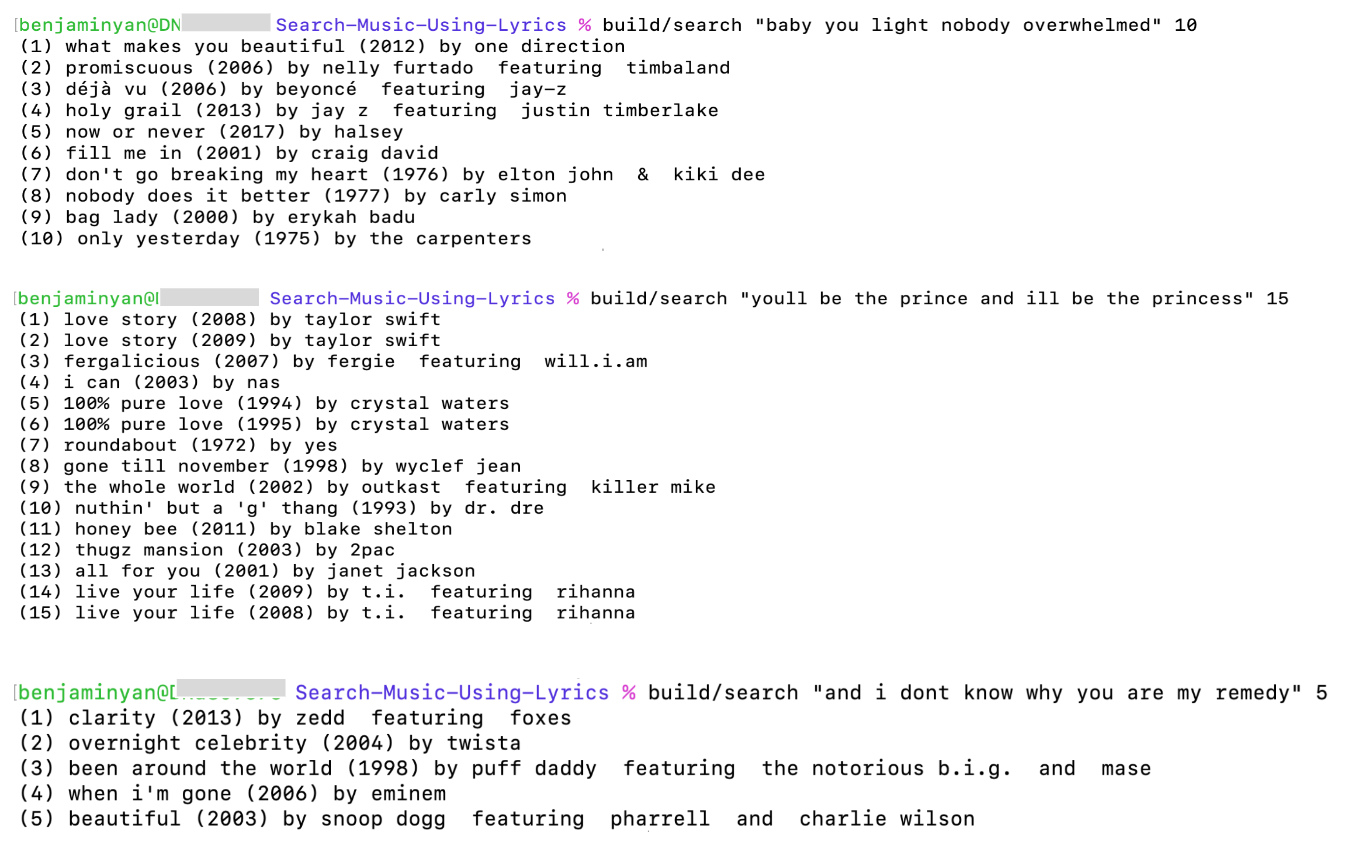 benjaminyan@DN Search-Music-Using-Lyrics % build/search "baby you light nobody overwhelmed" 10
(1) what makes you beautiful (2012) by one direction
(2) promiscuous (2006) by nelly furtado  featuring  timbaland
(3) déjà vu (2006) by beyoncé  featuring  jay-z
(4) holy grail (2013) by jay z  featuring  justin timberlake
(5) now or never (2017) by halsey
(6) fill me in (2001) by craig david
(7) don't go breaking my heart (1976) by elton john  &  kiki dee
(8) nobody does it better (1977) by carly simon
(9) bag lady (2000) by erykah badu
(10) only yesterday (1975) by the carpenters
benjaminyan@ Search-Music-Using-Lyrics % build/search "youll be the prince and ill be the princess" 15
(1) love story (2008) by taylor swift
(2) love story (2009) by taylor swift
(3) fergalicious (2007) by fergie  featuring  will.i.am
(4) i can (2003) by nas
(5) 100% pure love (1994) by crystal waters
(6) 100% pure love (1995) by crystal waters
(7) roundabout (1972) by yes
(8) gone till november (1998) by wyclef jean
(9) the whole world (2002) by outkast  featuring  killer mike
(10) nuthin' but a 'g' thang (1993) by dr. dre
(11) honey bee (2011) by blake shelton
(12) thugz mansion (2003) by 2pac
(13) all for you (2001) by janet jackson
(14) live your life (2009) by t.i.  featuring  rihanna
(15) live your life (2008) by t.i.  featuring  rihanna
benjaminyan@ Search-Music-Using-Lyrics % build/search "and i dont know why you are my remedy" 5
(1) clarity (2013) by zedd  featuring  foxes
(2) overnight celebrity (2004) by twista
(3) been around the world (1998) by puff daddy  featuring  the notorious b.i.g.  and  mase
(4) when i'm gone (2006) by eminem
(5) beautiful (2003) by snoop dogg  featuring  pharrell  and  charlie wilson